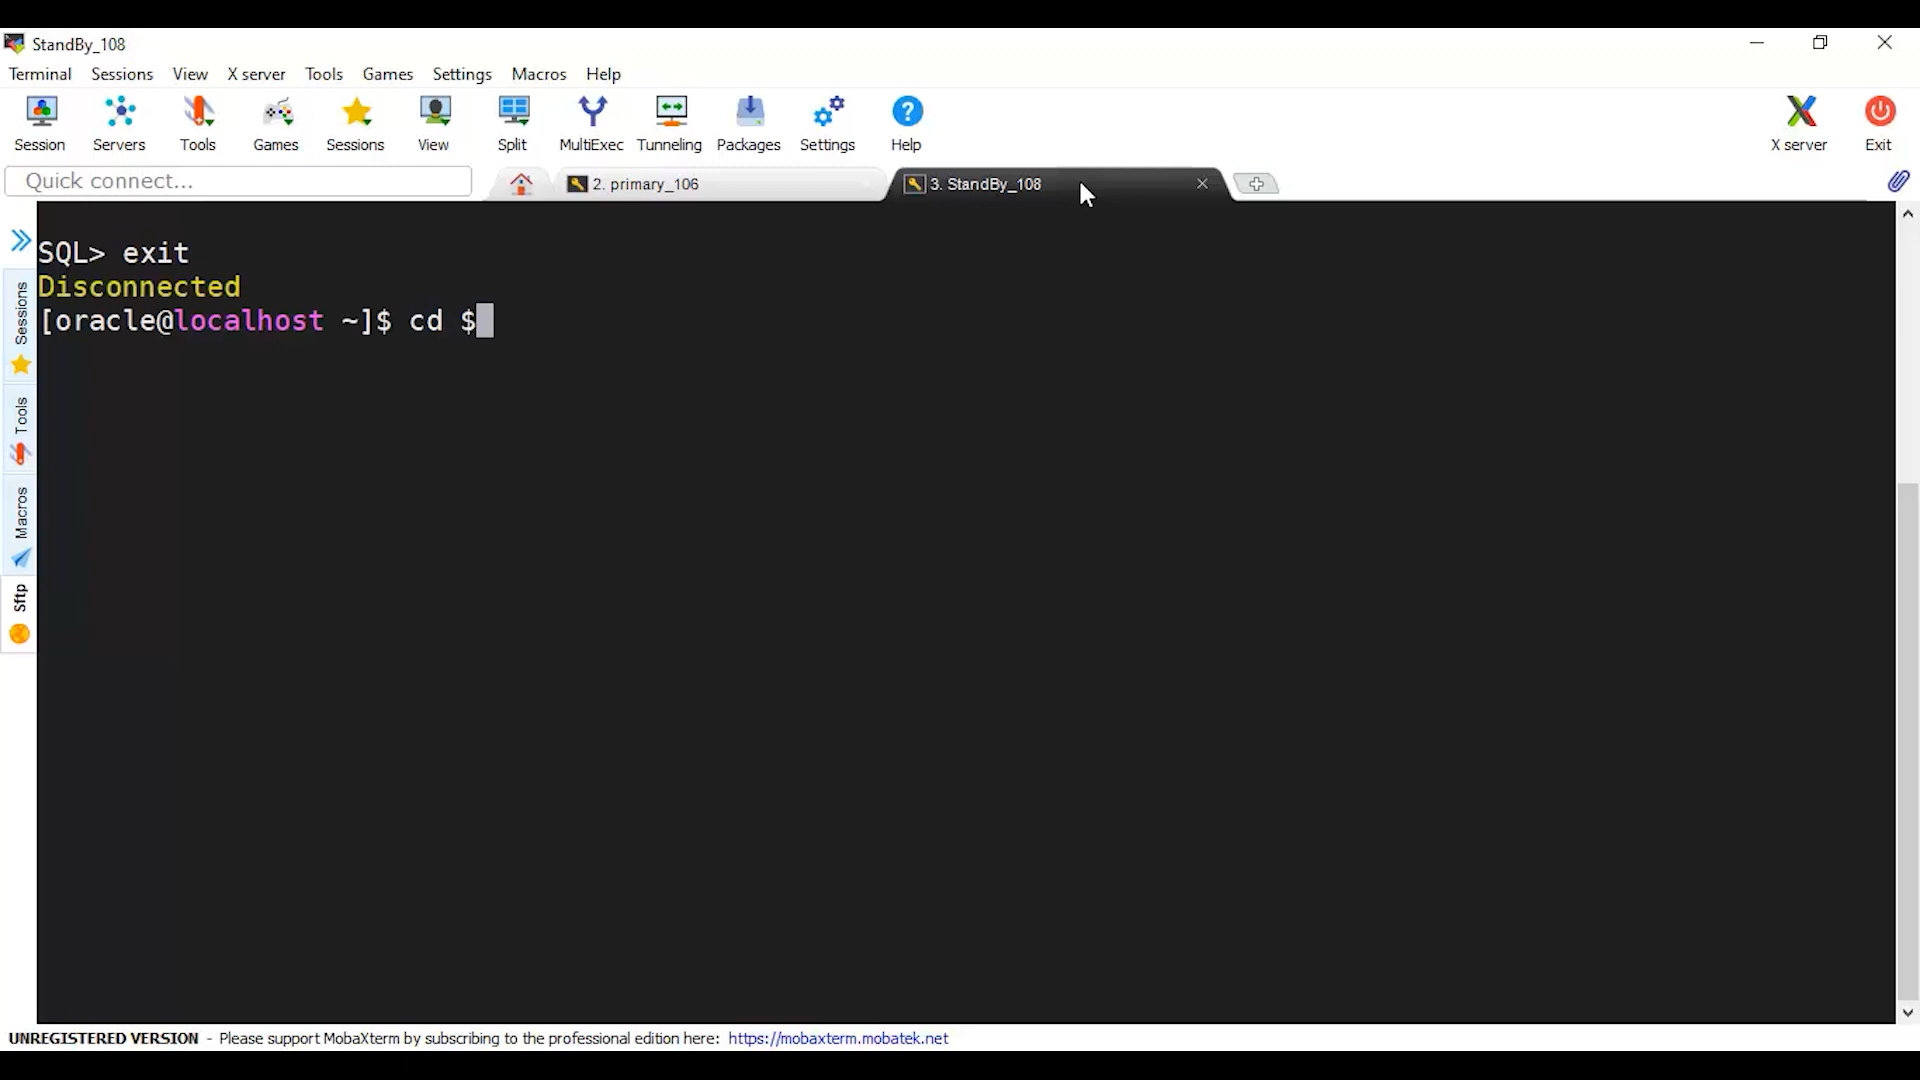 StandBy_108
Terminal Sessions View X server Tools Games Settings Macros Help
Session Servers Tools Games Sessions View Split MultiExec Tunneling Packages Settings Help X server Exit
Quick connect... 2. primary_106 3. StandBy_108
SQL> exit
Disconnected
[oracle@localhost ~]$ cd $
Sessions
Tools
Macros
Sftp
UNREGISTERED VERSION - Please support MobaXterm by subscribing to the professional edition here: https://mobaxterm.mobatek.net